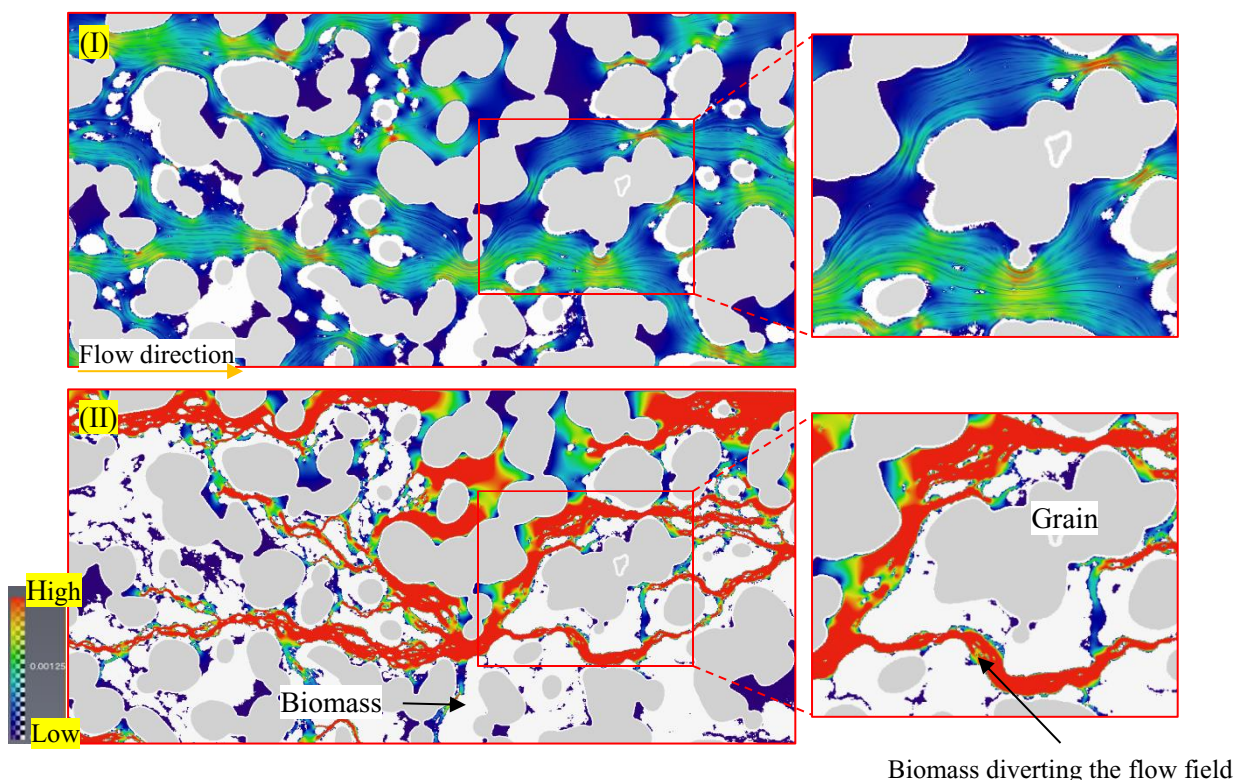 (I)
Flow direction
(II)
High
0.00125
Low
Biomass
Grain
Biomass diverting the flow field